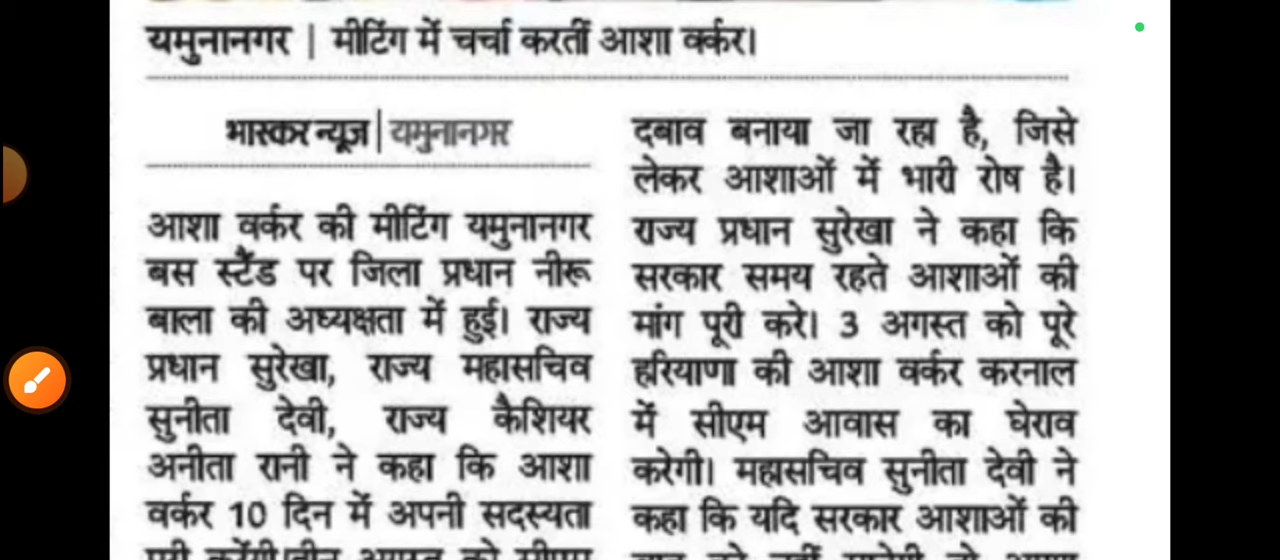 यमुनानगर | मीटिंग में चर्चा करतीं आशा वर्कर।
भास्कर न्यूज | यमुनानगर
आशा वर्कर की मीटिंग यमुनानगर
बस स्टैंड पर जिला प्रधान नीरू
बाला की अध्यक्षता में हुई। राज्य
प्रधान सुरेखा, राज्य महासचिव
सुनीता देवी, राज्य कैशियर
अनीता रानी ने कहा कि आशा
वर्कर 10 दिन में अपनी सदस्यता
दबाव बनाया जा रहा है, जिसे
लेकर आशाओं में भारी रोष है।
राज्य प्रधान सुरेखा ने कहा कि
सरकार समय रहते आशाओं की
मांग पूरी करे। 3 अगस्त को पूरे
हरियाणा की आशा वर्कर करनाल
में सीएम आवास का घेराव
करेगी। महासचिव सुनीता देवी ने
कहा कि यदि सरकार आशाओं की